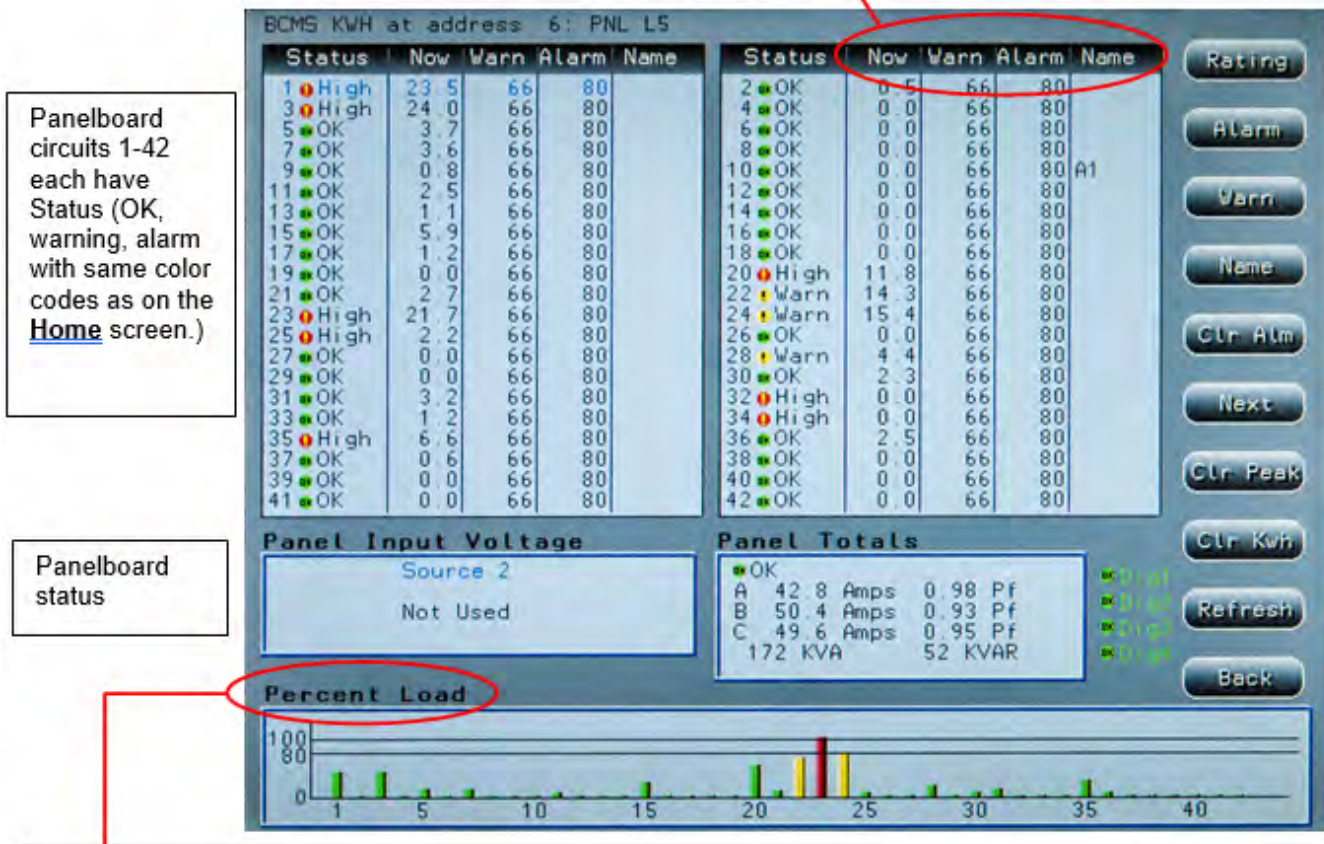 BCMS KWH at address 6: PNL L5
Panelboard
circuits 1-42
each have
Status (OK,
warning, alarm
with same color
codes as on the
Home screen.)
Status Now Warn Alarm Name
1 High 23.5 66 80
3 High 24.0 66 80
5 OK 3.7 66 80
7 OK 3.6 66 80
9 OK 0.8 66 80
11 OK 2.5 66 80
13 OK 1.1 66 80
15 OK 5.9 66 80
17 OK 1.2 66 80
19 OK 0.0 66 80
21 OK 2.7 66 80
23 High 21.7 66 80
25 High 2.2 66 80
27 OK 0.0 66 80
29 OK 0.0 66 80
31 OK 3.2 66 80
33 OK 1.2 66 80
35 High 6.6 66 80
37 OK 0.6 66 80
39 OK 0.0 66 80
41 OK 0.0 66 80
Status Now Warn Alarm Name
2 OK 0.5 66 80
4 OK 0.0 66 80
6 OK 0.0 66 80
8 OK 0.0 66 80
10 OK 0.0 66 80 A1
12 OK 0.0 66 80
14 OK 0.0 66 80
16 OK 0.0 66 80
18 OK 0.0 66 80
20 High 11.8 66 80
22 Warn 14.3 66 80
24 Warn 15.4 66 80
26 OK 0.0 66 80
28 Warn 4.4 66 80
30 OK 2.3 66 80
32 High 0.0 66 80
34 High 0.0 66 80
36 OK 2.5 66 80
38 OK 0.0 66 80
40 OK 0.0 66 80
42 OK 0.0 66 80
Rating
Alarm
Warn
Name
Clr Alm
Next
Clr Peak
Clr Kwh
Refresh
Back
Panelboard
status
Panel Input Voltage
Source 2
Not Used
Panel Totals
OK
A 42.8 Amps 0.98 Pf
B 50.4 Amps 0.93 Pf
C 49.6 Amps 0.95 Pf
172 KVA 52 KVAR
Dig1
Dig2
Dig3
Dig4
Percent Load
100
80
0
1 5 10 15 20 25 30 35 40